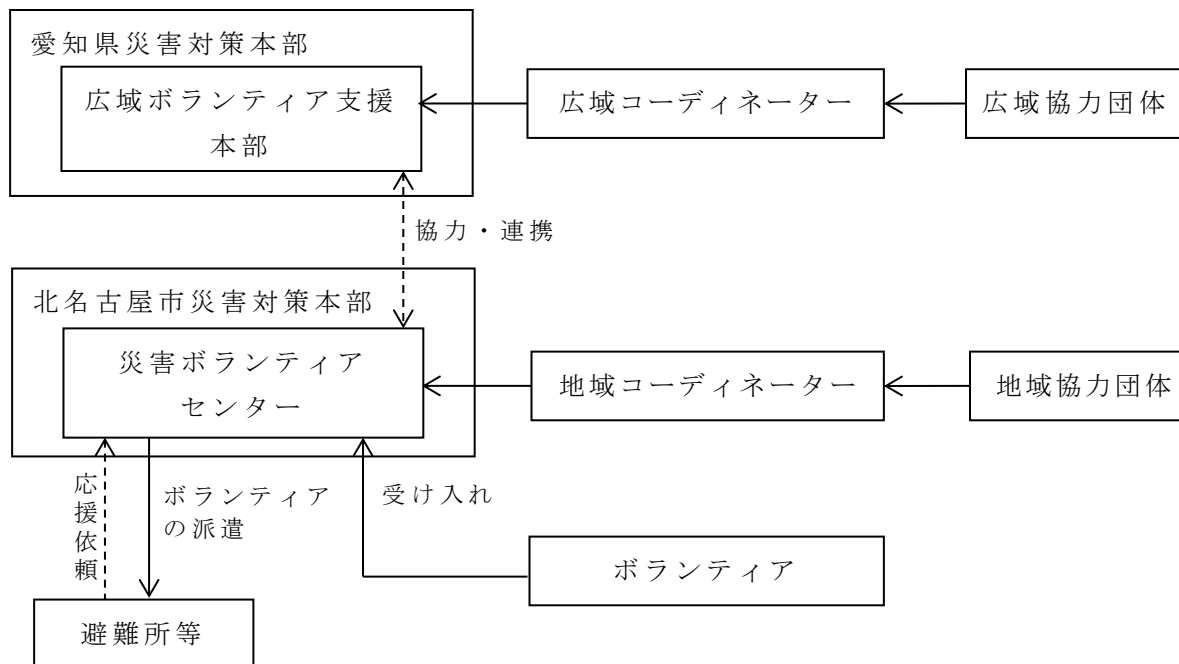 愛知県災害対策本部
広域ボランティア支援
本部
広域コーディネーター
広域協力団体
協力・連携
北名古屋市災害対策本部
災害ボランティア
センター
地域コーディネーター
地域協力団体
応援依頼
ボランティア
の派遣
受け入れ
ボランティア
避難所等